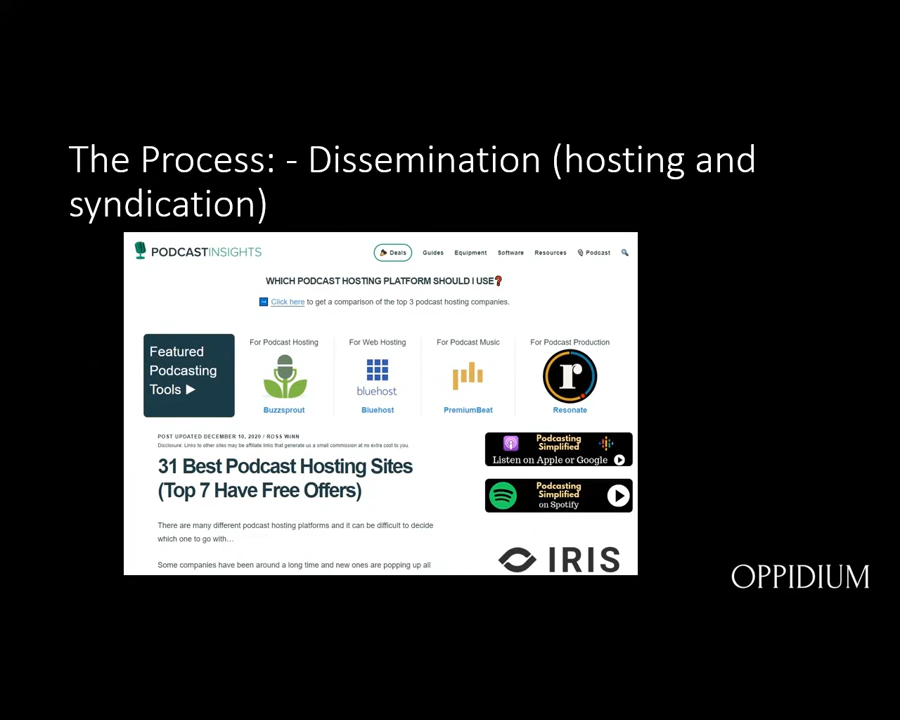 The Process: - Dissemination (hosting and
syndication)
PODCASTINSIGHTS
Deals Guides Equipment Software Resources Podcast
WHICH PODCAST HOSTING PLATFORM SHOULD I USE?
Click here to get a comparison of the top 3 podcast hosting companies.
Featured
Podcasting
Tools
For Podcast Hosting
Buzzsprout
For Web Hosting
bluehost
Bluehost
For Podcast Music
PremiumBeat
For Podcast Production
r
Resonate
POST UPDATED DECEMBER 10, 2020 / ROSS WINN
Disclosure: Links to other sites may be affiliate links that generate us a small commission at no extra cost to you.
31 Best Podcast Hosting Sites
(Top 7 Have Free Offers)
There are many different podcast hosting platforms and it can be difficult to decide
which one to go with...
Some companies have been around a long time and new ones are popping up all
Podcasting
Simplified
Listen on Apple or Google
Podcasting
Simplified
on Spotify
IRIS
OPPIDIUM